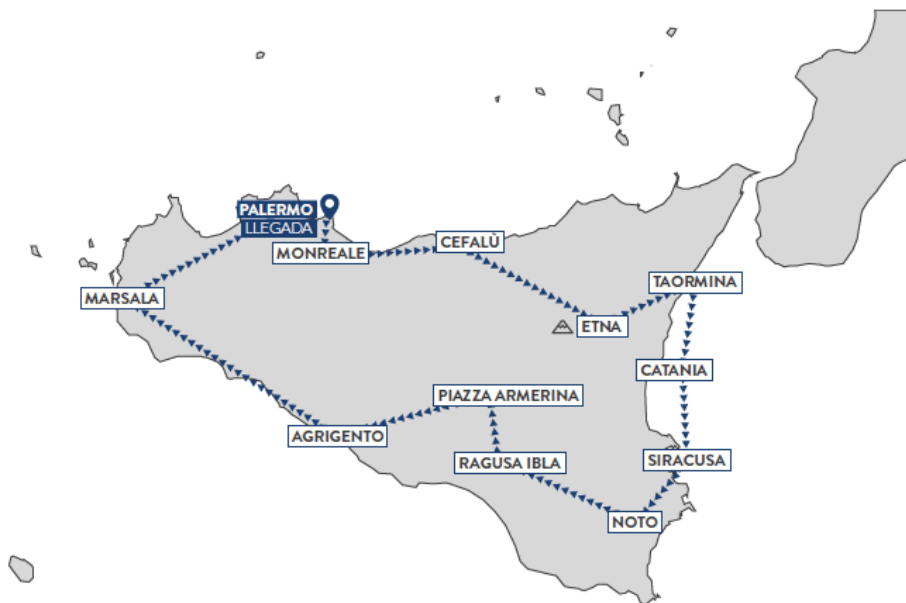 PALERMO
LLEGADA
MONREALE
CEFALÙ
TAORMINA
MARSALA
ETNA
CATANIA
PIAZZA ARMERINA
AGRIGENTO
RAGUSA IBLA
SIRACUSA
NOTO